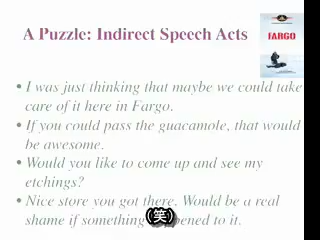 A Puzzle: Indirect Speech Acts
FARGO
• I was just thinking that maybe we could take
care of it here in Fargo.
• If you could pass the guacamole, that would
be awesome.
• Would you like to come up and see my
etchings?
• Nice store you got there. Would be a real
shame if something (笑)pened to it.